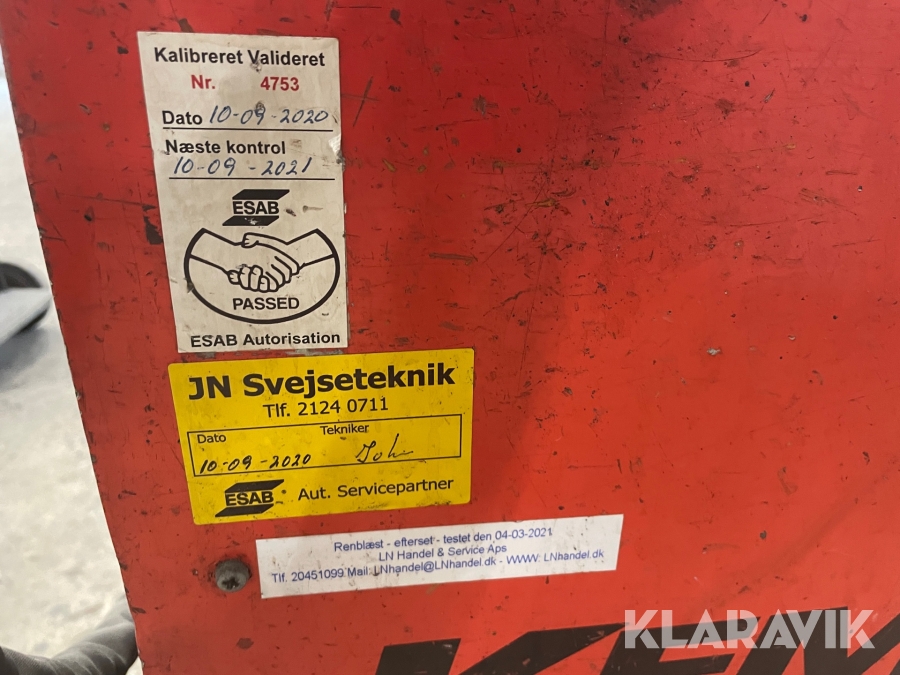 Kalibreret Valideret
Nr. 4753
Dato 10-09-2020
Næste kontrol
10-09-2021
ESAB
PASSED
ESAB Autorisation
JN Svejseteknik
Tlf. 2124 0711
Dato Tekniker
10-09-2020 John
ESAB Aut. Servicepartner
Renblæst - efterset - testet den 04-03-2021
LN Handel & Service Aps
Tlf. 20451099 Mail: LNhandel@LNhandel.dk - WWW: LNhandel.dk
KLARAVIK